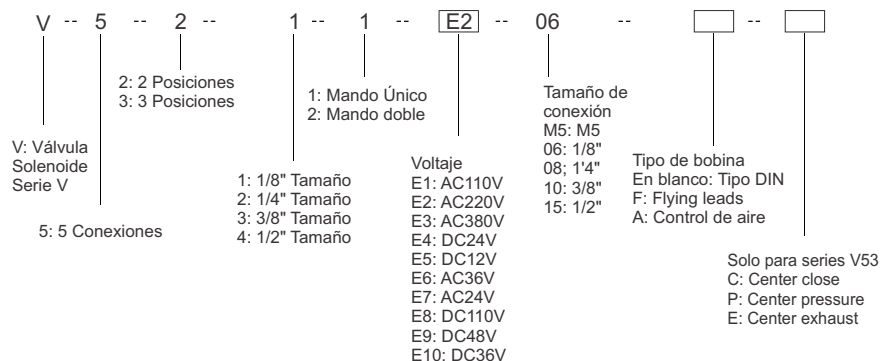 V -- 5 -- 2 -- 1 -- 1 -- E2 -- 06 -- --
2: 2 Posiciones
3: 3 Posiciones
1: Mando Único
2: Mando doble
Tamaño de
conexión
M5: M5
06: 1/8"
08; 1'4"
10: 3/8"
15: 1/2"
V: Válvula
Solenoide
Serie V
5: 5 Conexiones
1: 1/8" Tamaño
2: 1/4" Tamaño
3: 3/8" Tamaño
4: 1/2" Tamaño
Voltaje
E1: AC110V
E2: AC220V
E3: AC380V
E4: DC24V
E5: DC12V
E6: AC36V
E7: AC24V
E8: DC110V
E9: DC48V
E10: DC36V
Tipo de bobina
En blanco: Tipo DIN
F: Flying leads
A: Control de aire
Solo para series V53
C: Center close
P: Center pressure
E: Center exhaust